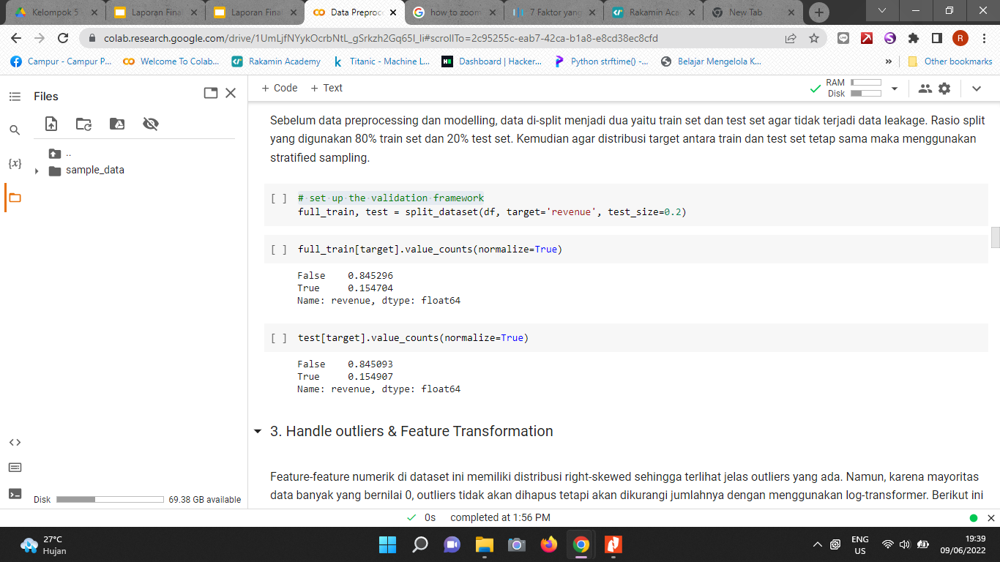 Kelompok 5
Laporan Fina
Laporan Final
Data Preproc
how to zoom
7 Faktor yang
Rakamin Aca
New Tab
colab.research.google.com/drive/1UmLjfNYykOcrbNtL_gSrkzh2Gq65I_li#scrollTo=2c95255c-eab7-42ca-b1a8-e8cd38ec8cfd
R
Campur - Campur P...
Welcome To Colab...
Rakamin Academy
Titanic - Machine L...
Dashboard | Hacker...
Python strftime() -...
Belajar Mengelola K...
»
Other bookmarks
Files
+ Code
+ Text
RAM
Disk
..
sample_data
{x}
Sebelum data preprocessing dan modelling, data di-split menjadi dua yaitu train set dan test set agar tidak terjadi data leakage. Rasio split
yang digunakan 80% train set dan 20% test set. Kemudian agar distribusi target antara train dan test set tetap sama maka menggunakan
stratified sampling.
[ ] # set up the validation framework
full_train, test = split_dataset(df, target='revenue', test_size=0.2)
[ ] full_train[target].value_counts(normalize=True)
False 0.845296
True 0.154704
Name: revenue, dtype: float64
[ ] test[target].value_counts(normalize=True)
False 0.845093
True 0.154907
Name: revenue, dtype: float64
3. Handle outliers & Feature Transformation
Feature-feature numerik di dataset ini memiliki distribusi right-skewed sehingga terlihat jelas outliers yang ada. Namun, karena mayoritas
data banyak yang bernilai 0, outliers tidak akan dihapus tetapi akan dikurangi jumlahnya dengan menggunakan log-transformer. Berikut ini
Disk
69.38 GB available
0s completed at 1:56 PM
27°C
Hujan
ENG
US
19:39
09/06/2022